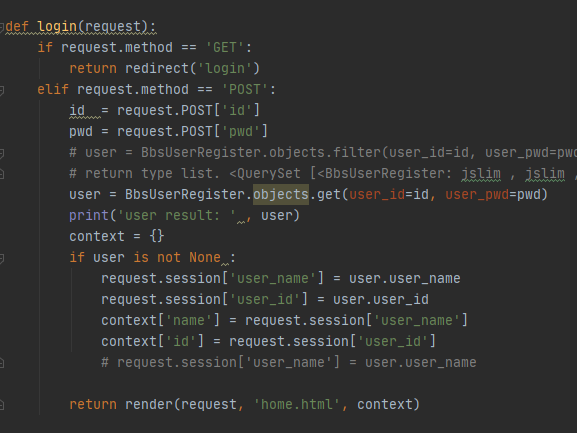 def login(request):
    if request.method == 'GET':
        return redirect('login')
    elif request.method == 'POST':
        id  = request.POST['id']
        pwd = request.POST['pwd']
        # user = BbsUserRegister.objects.filter(user_id=id, user_pwd=pwd
        # return type list. <QuerySet [<BbsUserRegister: jslim , jslim ,
        user = BbsUserRegister.objects.get(user_id=id, user_pwd=pwd)
        print('user result: ' , user)
        context = {}
        if user is not None :
            request.session['user_name'] = user.user_name
            request.session['user_id'] = user.user_id
            context['name'] = request.session['user_name']
            context['id'] = request.session['user_id']
            # request.session['user_name'] = user.user_name
        return render(request, 'home.html', context)